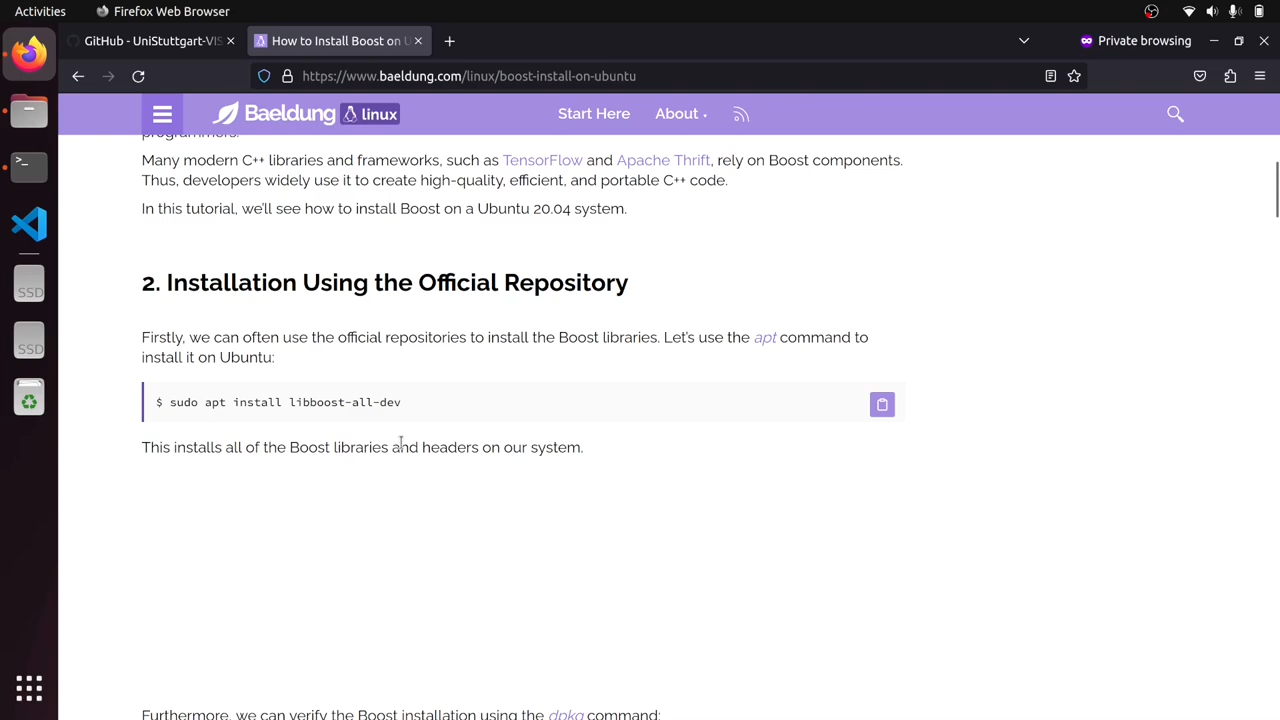 Activities
Firefox Web Browser
GitHub - UniStuttgart-VIS
How to Install Boost on U
Private browsing
https://www.baeldung.com/linux/boost-install-on-ubuntu
Baeldung linux
Start Here
About
programmers.
Many modern C++ libraries and frameworks, such as TensorFlow and Apache Thrift, rely on Boost components.
Thus, developers widely use it to create high-quality, efficient, and portable C++ code.
In this tutorial, we'll see how to install Boost on a Ubuntu 20.04 system.
2. Installation Using the Official Repository
Firstly, we can often use the official repositories to install the Boost libraries. Let's use the apt command to
install it on Ubuntu:
$ sudo apt install libboost-all-dev
This installs all of the Boost libraries and headers on our system.
Furthermore, we can verify the Boost installation using the dpkg command:
>_
SSD
SSD